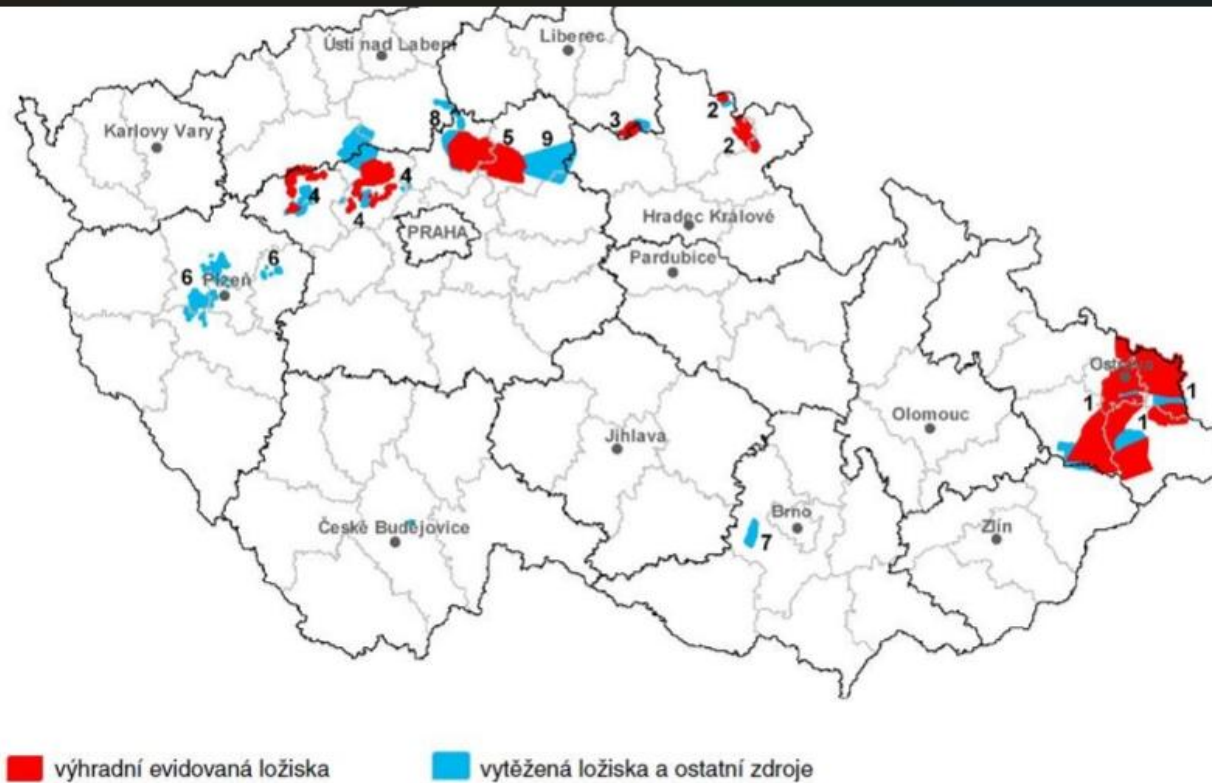 Ústí nad Labem
Liberec
Karlovy Vary
8
5
9
3
2
2
4
4
4
Hradec Králové
PRAHA
Pardubice
6
6
Plzeň
Ostrava
1
1
1
Olomouc
Jihlava
České Budějovice
Brno
7
Zlín
výhradní evidovaná ložiska
vytěžená ložiska a ostatní zdroje